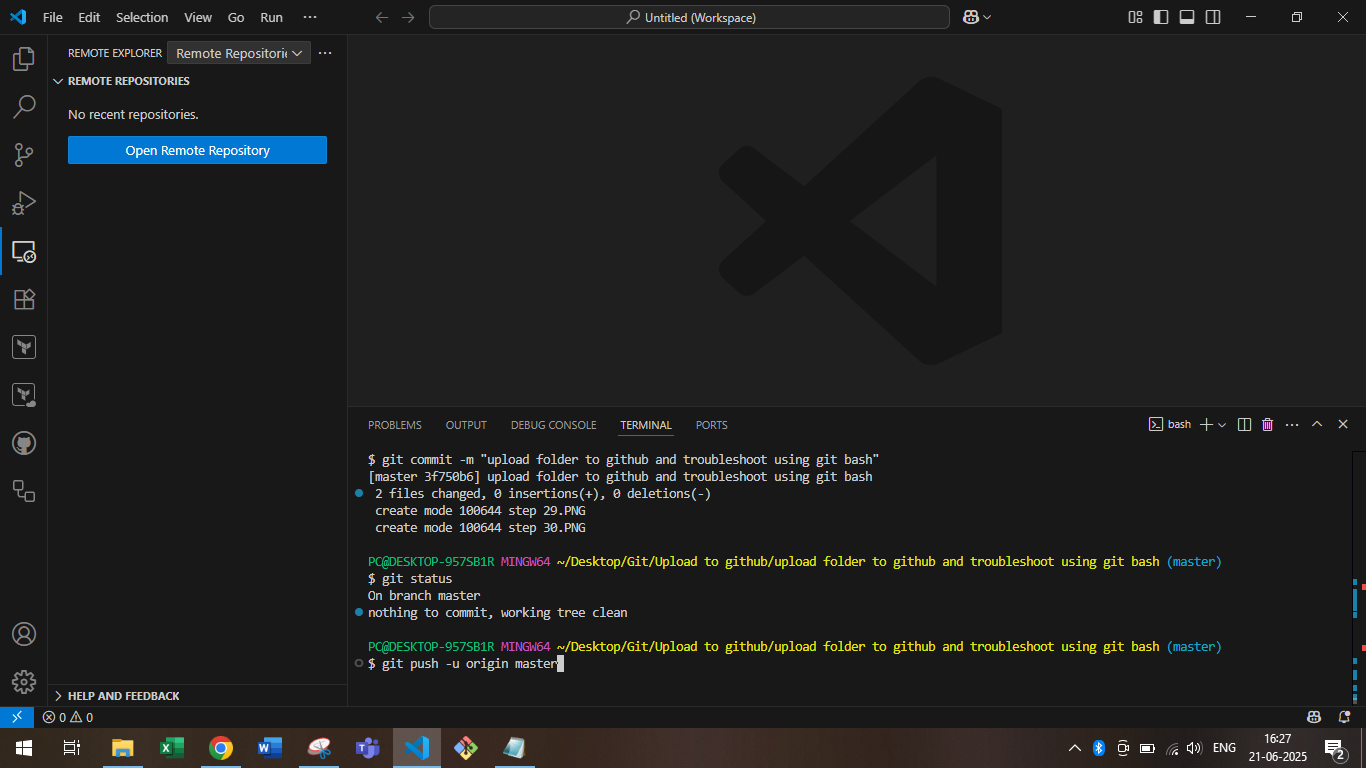 File Edit Selection View Go Run ···
Untitled (Workspace)
REMOTE EXPLORER
Remote Repositorie
REMOTE REPOSITORIES
No recent repositories.
Open Remote Repository
HELP AND FEEDBACK
PROBLEMS OUTPUT DEBUG CONSOLE TERMINAL PORTS
bash
$ git commit -m "upload folder to github and troubleshoot using git bash"
[master 3f750b6] upload folder to github and troubleshoot using git bash
2 files changed, 0 insertions(+), 0 deletions(-)
create mode 100644 step 29.PNG
create mode 100644 step 30.PNG
PC@DESKTOP-957SB1R MINGW64 ~/Desktop/Git/Upload to github/upload folder to github and troubleshoot using git bash (master)
$ git status
On branch master
nothing to commit, working tree clean
PC@DESKTOP-957SB1R MINGW64 ~/Desktop/Git/Upload to github/upload folder to github and troubleshoot using git bash (master)
$ git push -u origin master
0 0
ENG
16:27
21-06-2025
2